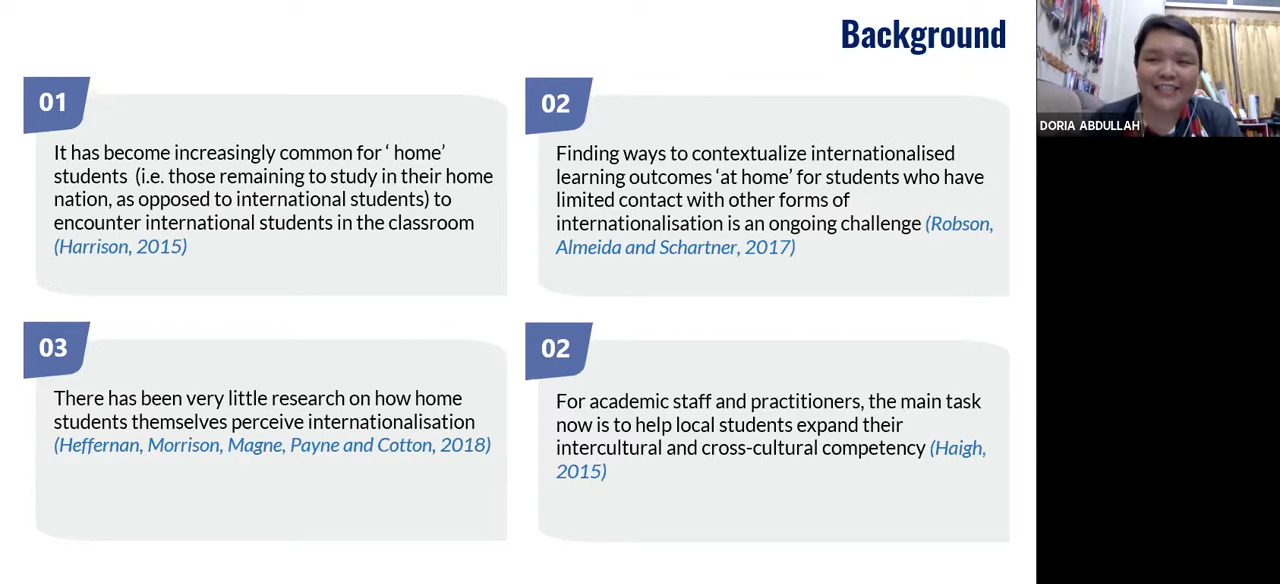 Background
01
It has become increasingly common for ‘ home’
students (i.e. those remaining to study in their home
nation, as opposed to international students) to
encounter international students in the classroom
(Harrison, 2015)
02
Finding ways to contextualize internationalised
learning outcomes ‘at home’ for students who have
limited contact with other forms of
internationalisation is an ongoing challenge (Robson,
Almeida and Schartner, 2017)
03
There has been very little research on how home
students themselves perceive internationalisation
(Heffernan, Morrison, Magne, Payne and Cotton, 2018)
02
For academic staff and practitioners, the main task
now is to help local students expand their
intercultural and cross-cultural competency (Haigh,
2015)
DORIA ABDULLAH